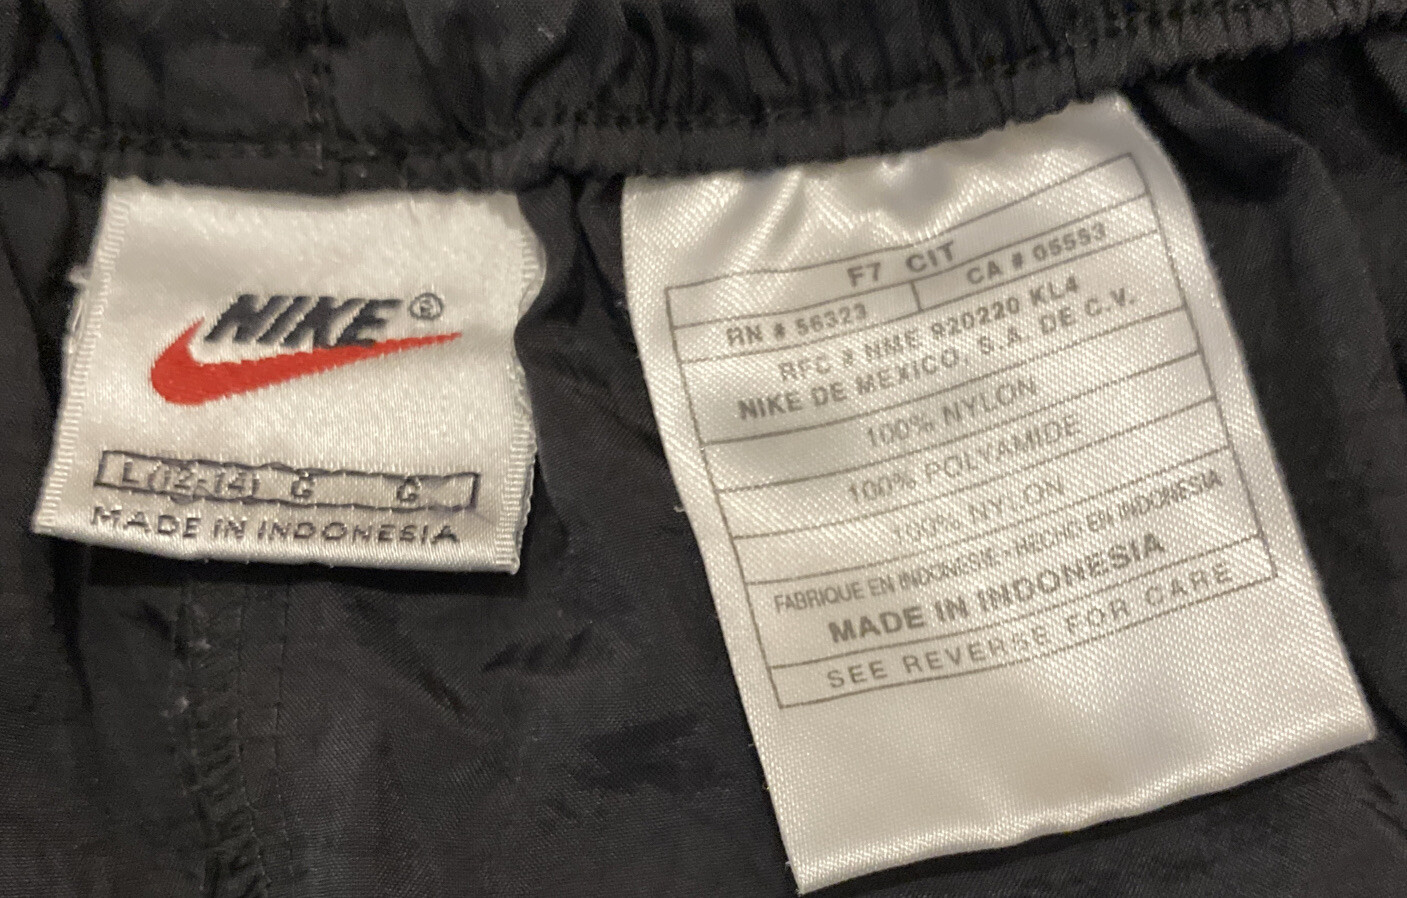 NIKE®
L(12-14) G G
MADE IN INDONESIA
F7 CIT
RN # 56323 CA # 05553
RFC # NME 920220 KL4
NIKE DE MEXICO, S.A. DE C.V.
100% NYLON
100% POLYAMIDE
100% NYLON
FABRIQUE EN INDONESIE - HECHO EN INDONESIA
MADE IN INDONESIA
SEE REVERSE FOR CARE